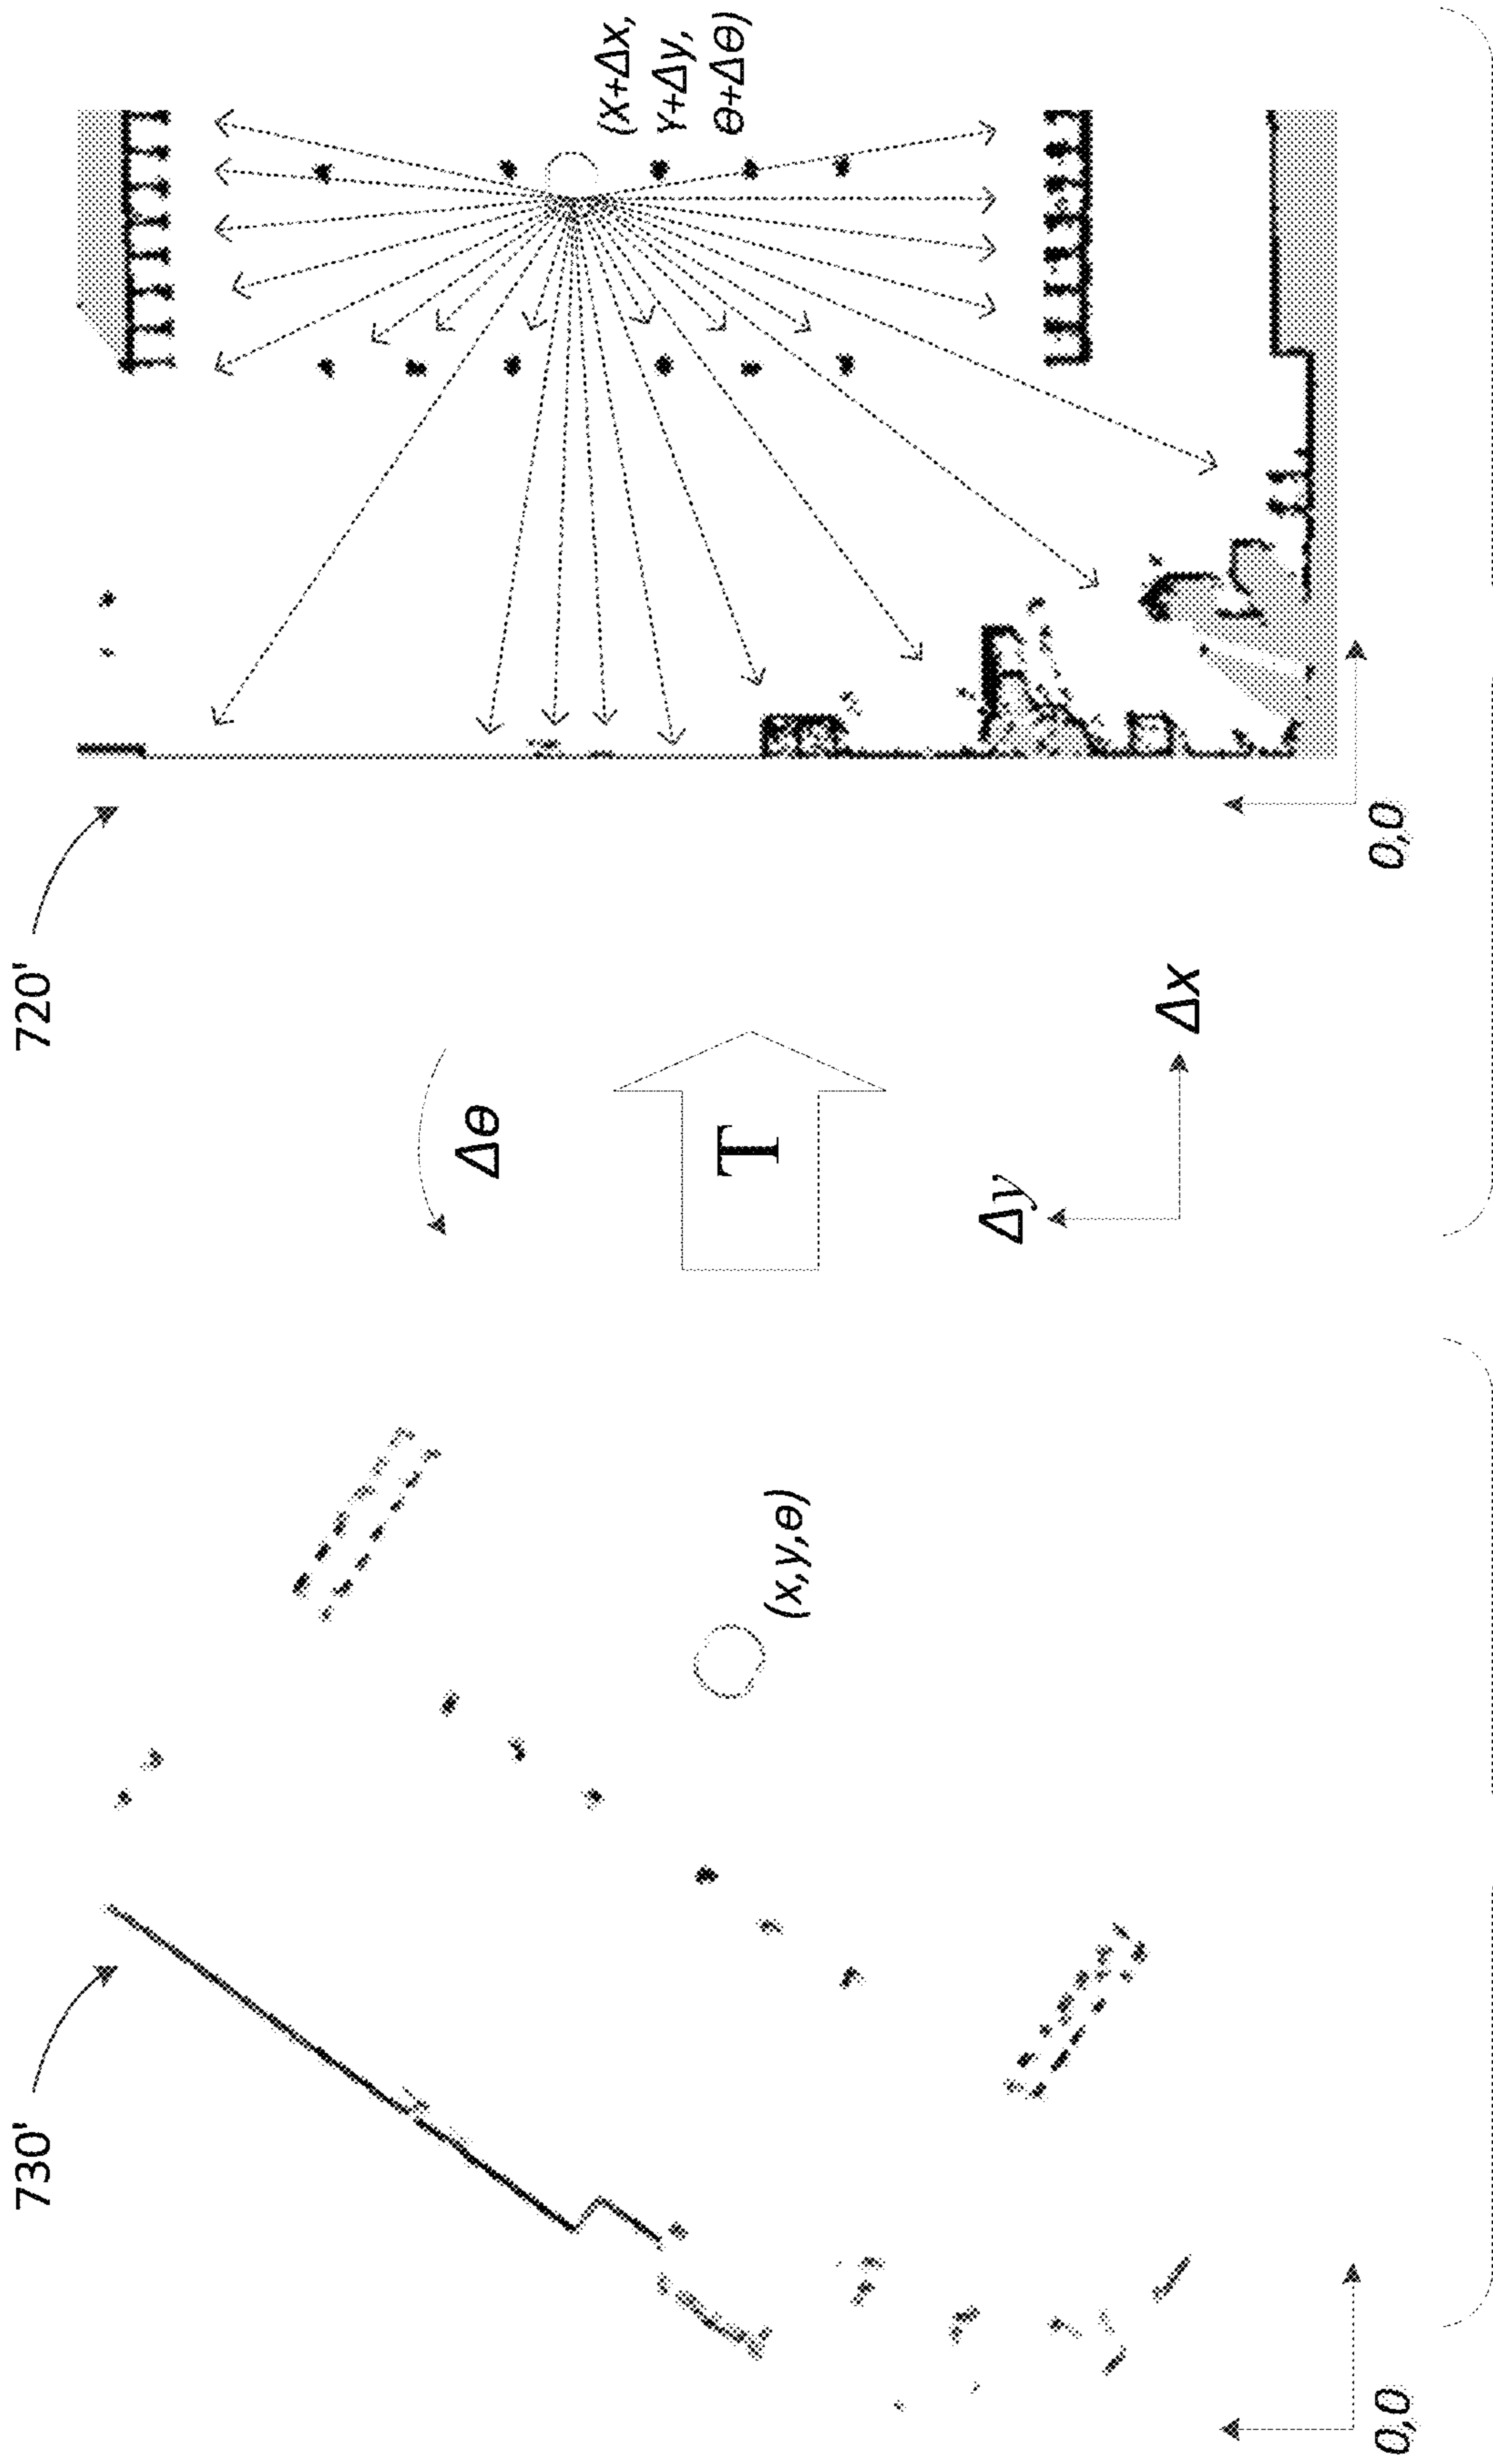 730'
720'
Δθ
T
Δy
Δx
(x,y,θ)
(X+Δx,
Y+Δy,
θ+Δθ)
0,0
0,0